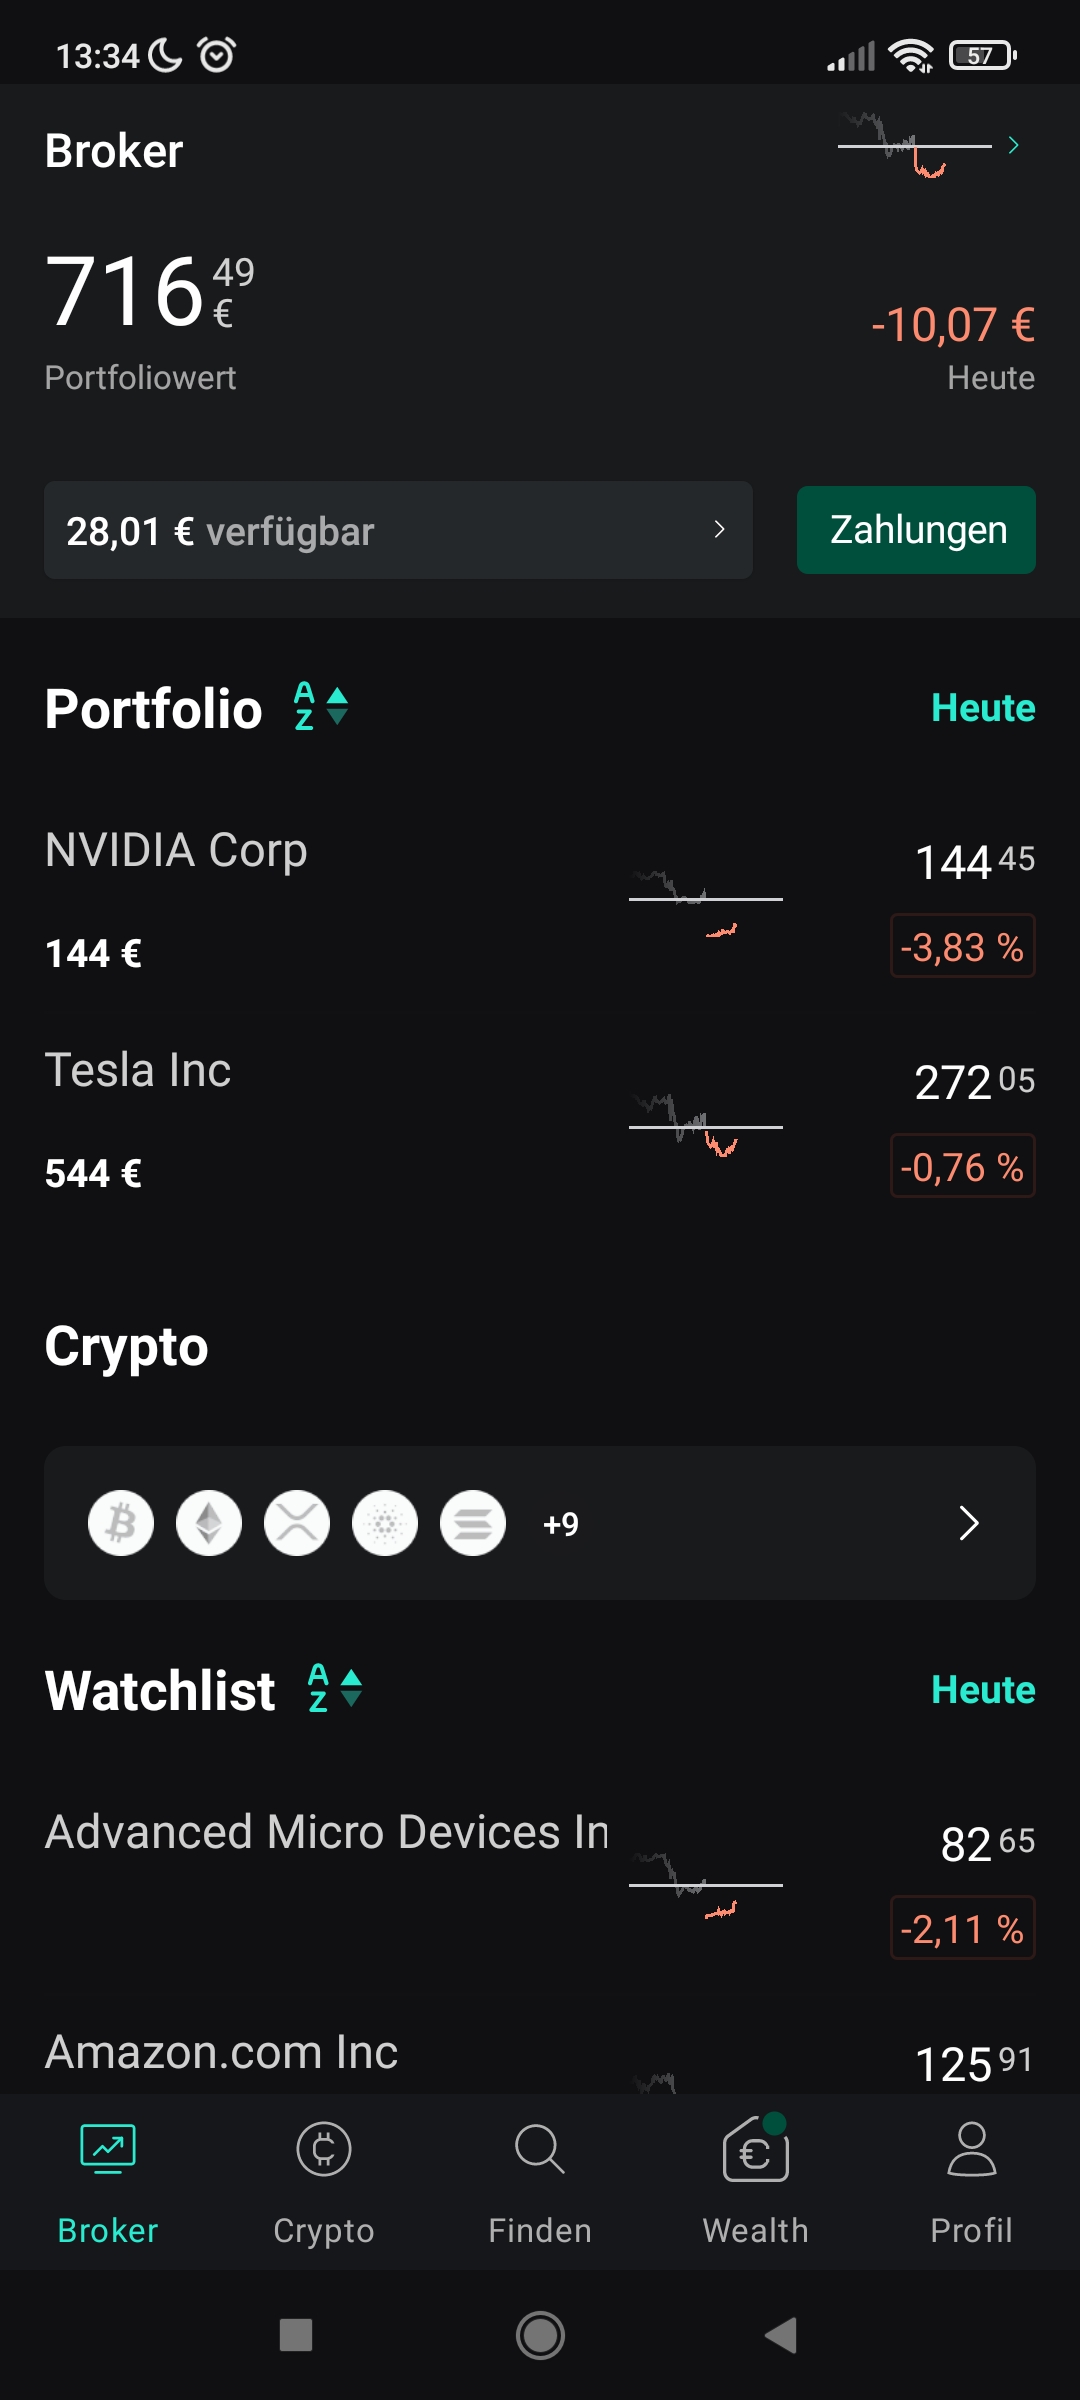 13:34 57
Broker
716 49 €
-10,07 €
Portfoliowert Heute
28,01 € verfügbar Zahlungen
Portfolio A Z Heute
NVIDIA Corp 144 45
144 € -3,83 %
Tesla Inc 272 05
544 € -0,76 %
Crypto
+9
Watchlist A Z Heute
Advanced Micro Devices In 82 65
-2,11 %
Amazon.com Inc 125 91
Broker Crypto Finden Wealth Profil